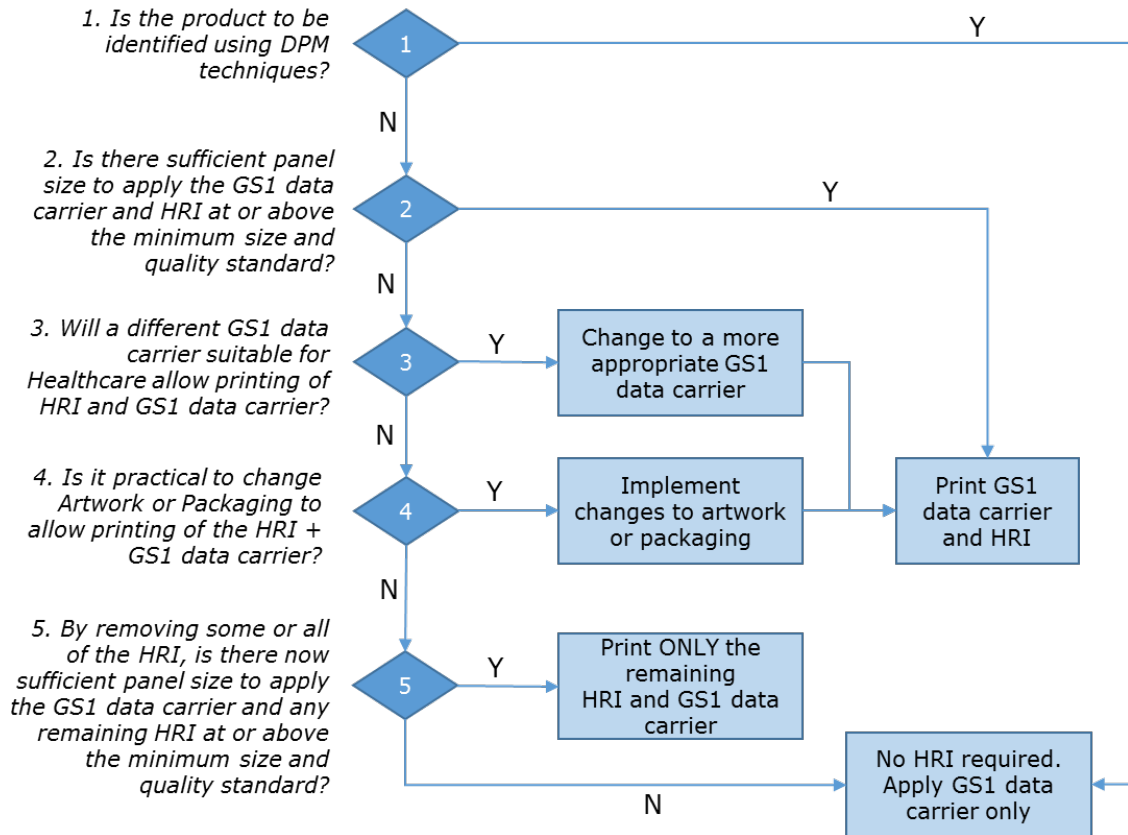 1. Is the product to be
identified using DPM
techniques?
1
Y
N
2. Is there sufficient panel
size to apply the GS1 data
carrier and HRI at or above
the minimum size and
quality standard?
2
Y
N
3. Will a different GS1 data
carrier suitable for
Healthcare allow printing of
HRI and GS1 data carrier?
3
Y
Change to a more
appropriate GS1
data carrier
N
4. Is it practical to change
Artwork or Packaging to
allow printing of the HRI +
GS1 data carrier?
4
Y
Implement
changes to artwork
or packaging
Print GS1
data carrier
and HRI
N
5. By removing some or all
of the HRI, is there now
sufficient panel size to apply
the GS1 data carrier and any
remaining HRI at or above
the minimum size and
quality standard?
5
Y
Print ONLY the
remaining
HRI and GS1 data
carrier
N
No HRI required.
Apply GS1 data
carrier only